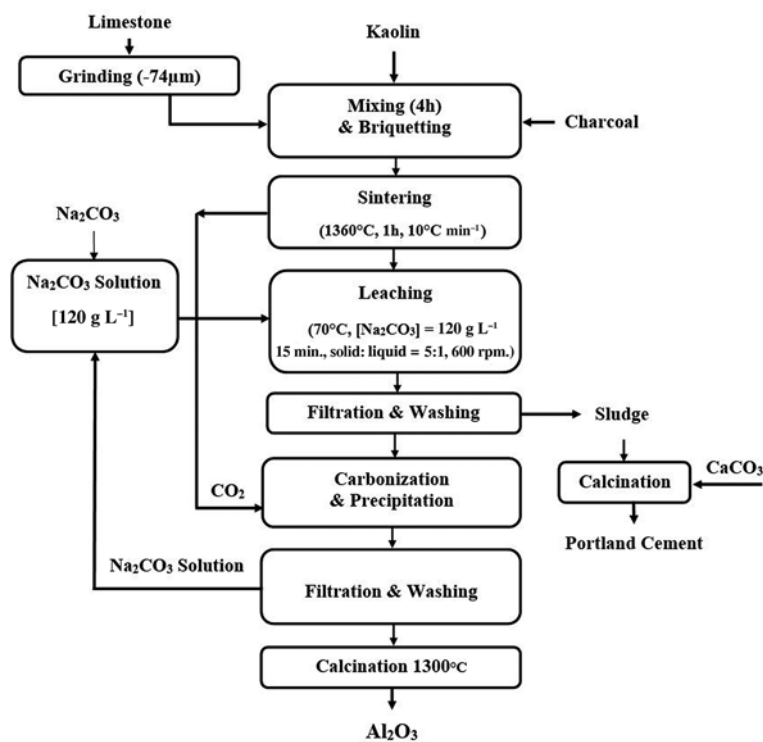 Limestone
Kaolin
Grinding (-74µm)
Mixing (4h)
& Briquetting
Charcoal
Sintering
(1360°C, 1h, 10°C min⁻¹)
Na₂CO₃
Na₂CO₃ Solution
[120 g L⁻¹]
Leaching
(70°C, [Na₂CO₃] = 120 g L⁻¹
15 min., solid: liquid = 5:1, 600 rpm.)
Filtration & Washing
Sludge
CO₂
Carbonization
& Precipitation
Calcination
CaCO₃
Portland Cement
Na₂CO₃ Solution
Filtration & Washing
Calcination 1300°C
Al₂O₃